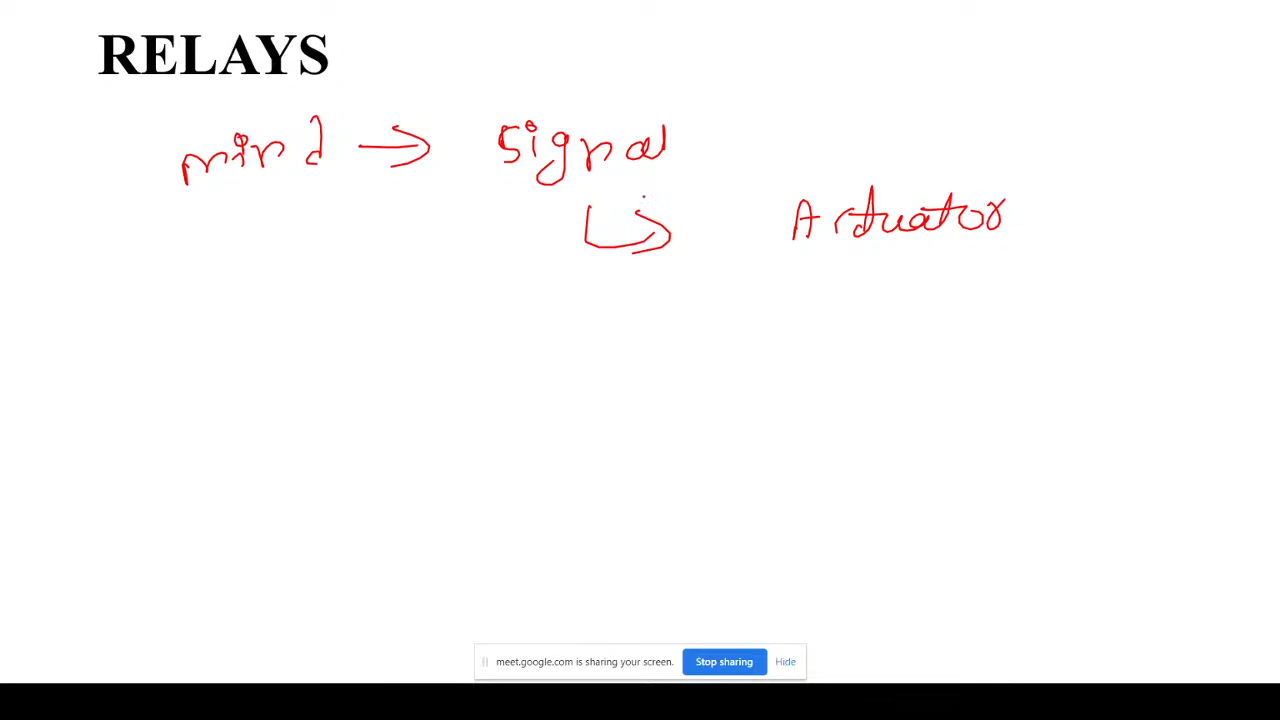 RELAYS
mind → signal
↳ Actuator
meet.google.com is sharing your screen. Stop sharing Hide